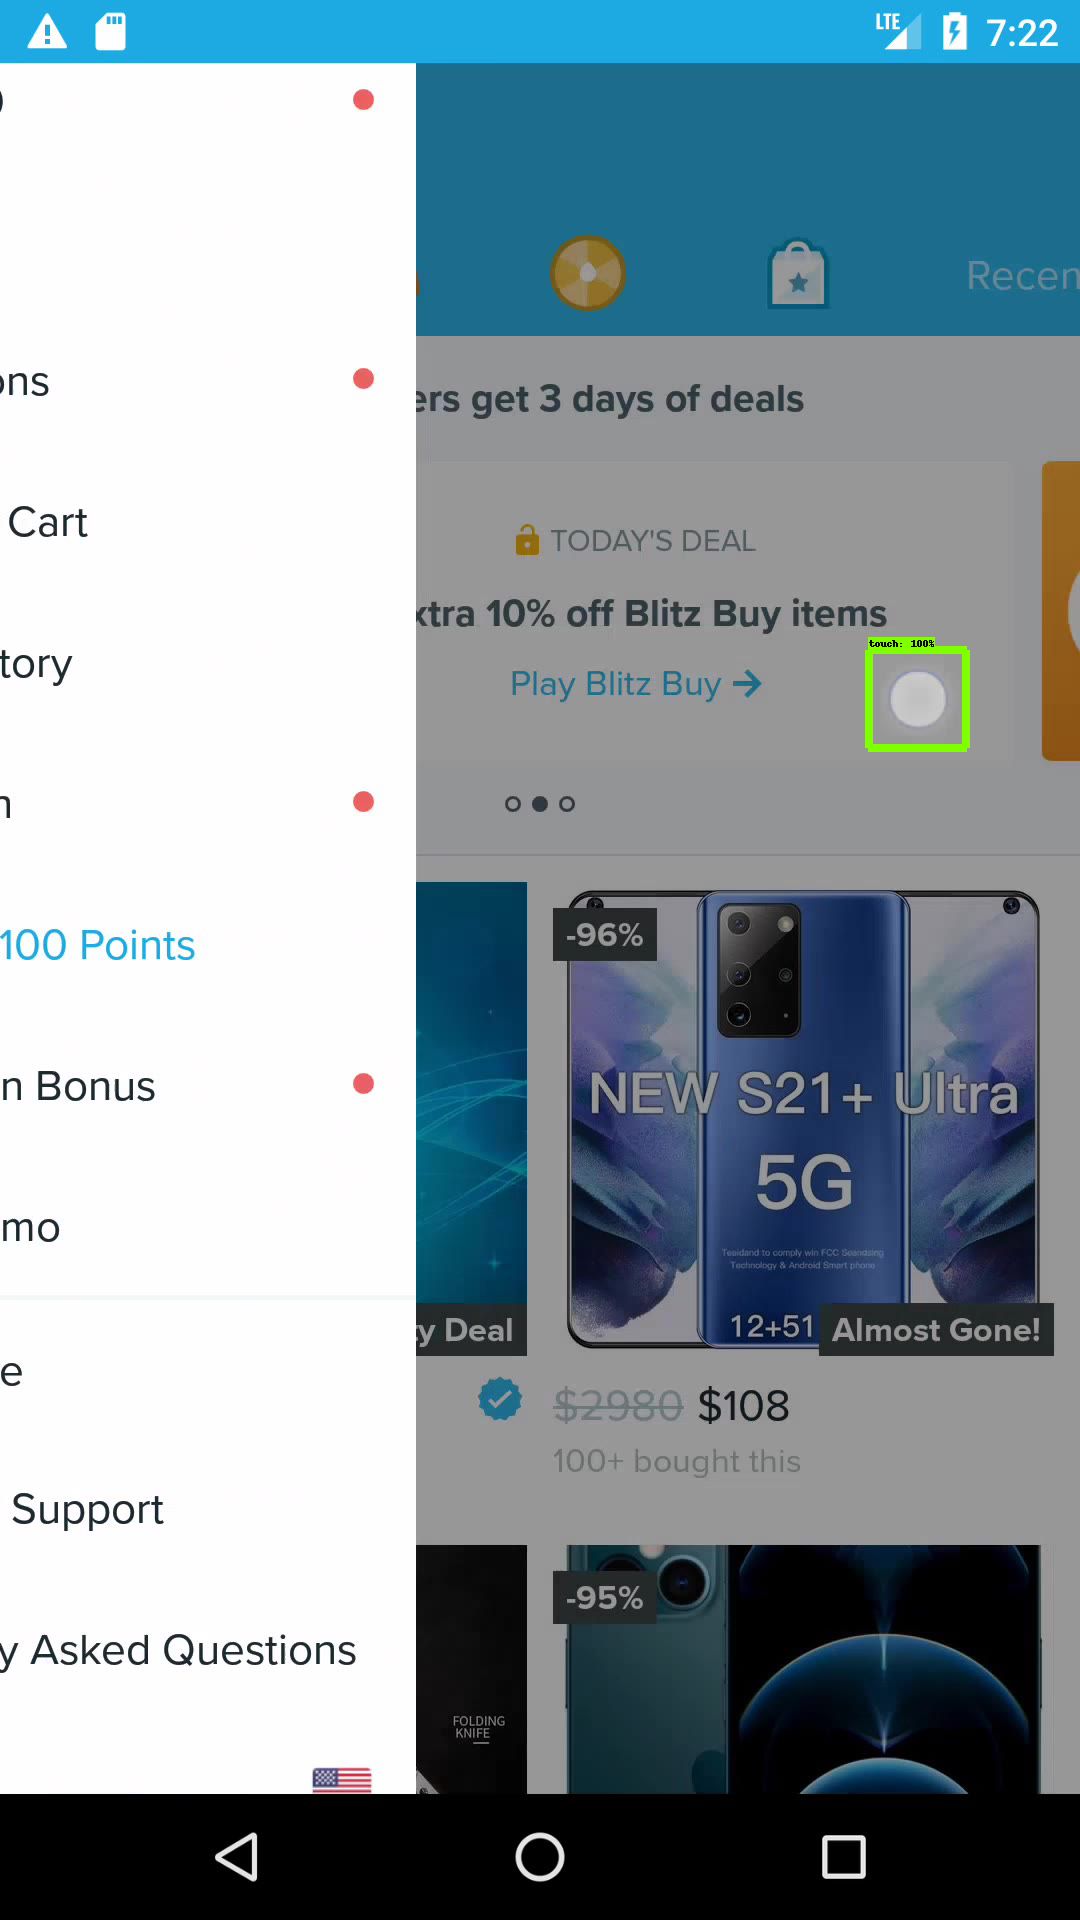 LTE 7:22
Recen
ons
ers get 3 days of deals
Cart
TODAY'S DEAL
xtra 10% off Blitz Buy items
touch: 100%
tory
Play Blitz Buy →
n
-96%
100 Points
NEW S21+ Ultra
n Bonus
5G
mo
Teaidand to comply win FCC Seandsing
Technology & Android Smart phone
12+51
ty Deal
Almost Gone!
e
$2980 $108
100+ bought this
Support
-95%
y Asked Questions
FOLDING
KNIFE